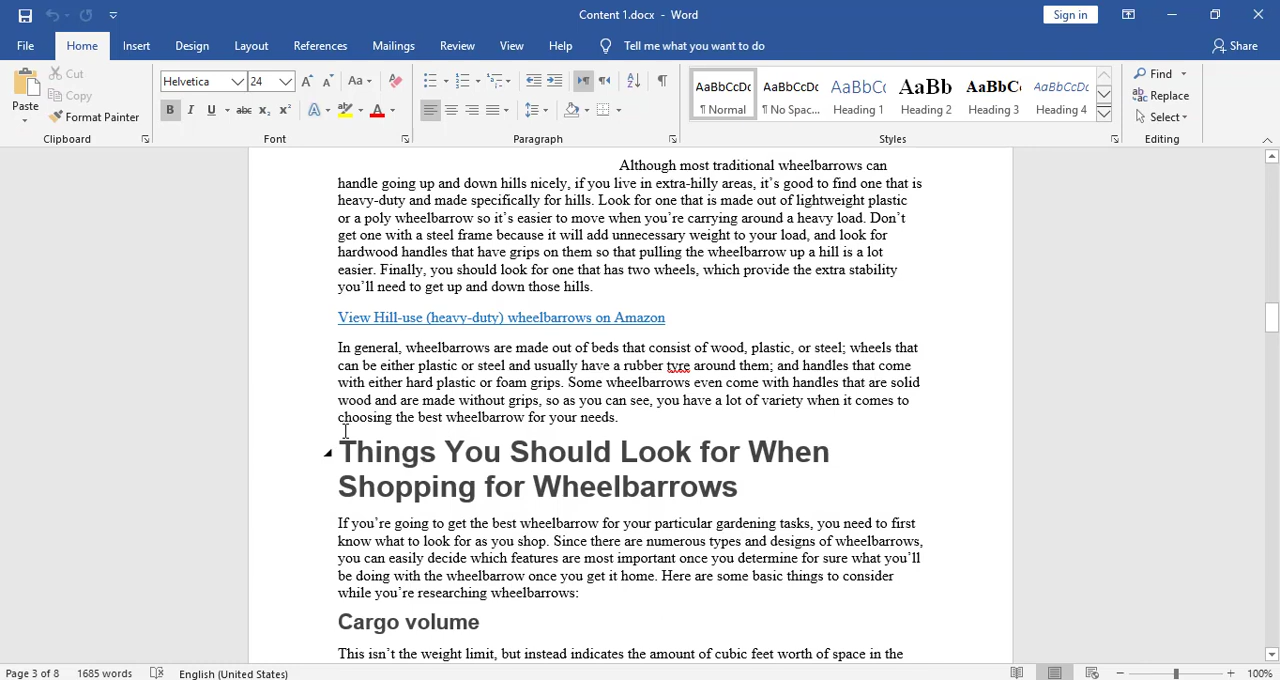 Content 1.docx - Word
Sign in
File Home Insert Design Layout References Mailings Review View Help Tell me what you want to do Share
Paste
Cut
Copy
Format Painter
Clipboard
Helvetica 24
Font
Paragraph
AaBbCcDc AaBbCcDc AaBbC AaBb AaBbC AaBbCcDc
¶ Normal ¶ No Spac... Heading 1 Heading 2 Heading 3 Heading 4
Styles
Find
Replace
Select
Editing
Although most traditional wheelbarrows can
handle going up and down hills nicely, if you live in extra-hilly areas, it’s good to find one that is
heavy-duty and made specifically for hills. Look for one that is made out of lightweight plastic
or a poly wheelbarrow so it’s easier to move when you’re carrying around a heavy load. Don’t
get one with a steel frame because it will add unnecessary weight to your load, and look for
hardwood handles that have grips on them so that pulling the wheelbarrow up a hill is a lot
easier. Finally, you should look for one that has two wheels, which provide the extra stability
you’ll need to get up and down those hills.
View Hill-use (heavy-duty) wheelbarrows on Amazon
In general, wheelbarrows are made out of beds that consist of wood, plastic, or steel; wheels that
can be either plastic or steel and usually have a rubber tyre around them; and handles that come
with either hard plastic or foam grips. Some wheelbarrows even come with handles that are solid
wood and are made without grips, so as you can see, you have a lot of variety when it comes to
choosing the best wheelbarrow for your needs.
Things You Should Look for When
Shopping for Wheelbarrows
If you’re going to get the best wheelbarrow for your particular gardening tasks, you need to first
know what to look for as you shop. Since there are numerous types and designs of wheelbarrows,
you can easily decide which features are most important once you determine for sure what you’ll
be doing with the wheelbarrow once you get it home. Here are some basic things to consider
while you’re researching wheelbarrows:
Cargo volume
This isn’t the weight limit, but instead indicates the amount of cubic feet worth of space in the
Page 3 of 8 1685 words English (United States) 100%